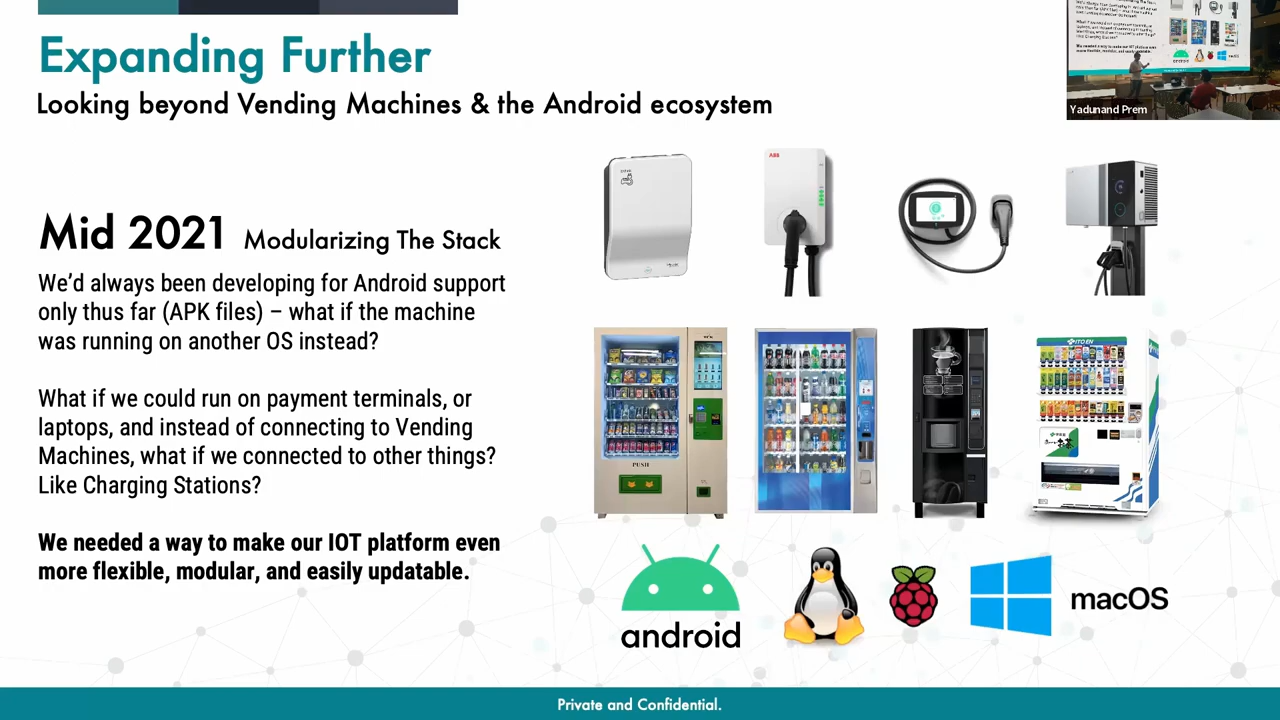 Expanding Further
Looking beyond Vending Machines & the Android ecosystem
Yadunand Prem
Mid 2021 Modularizing The Stack
We’d always been developing for Android support
only thus far (APK files) – what if the machine
was running on another OS instead?
What if we could run on payment terminals, or
laptops, and instead of connecting to Vending
Machines, what if we connected to other things?
Like Charging Stations?
We needed a way to make our IOT platform even
more flexible, modular, and easily updatable.
ABB
PUSH
ITO EN
android
macOS
Private and Confidential.